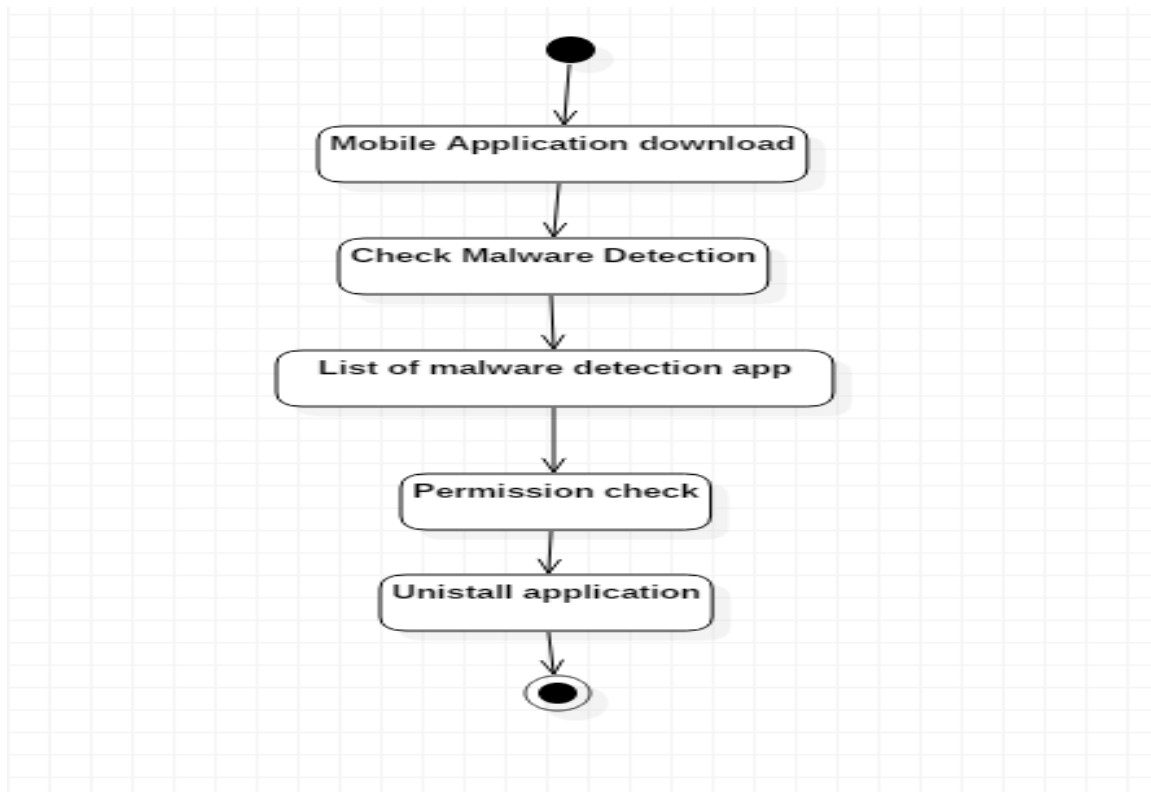 Mobile Application download
Check Malware Detection
List of malware detection app
Permission check
Unistall application